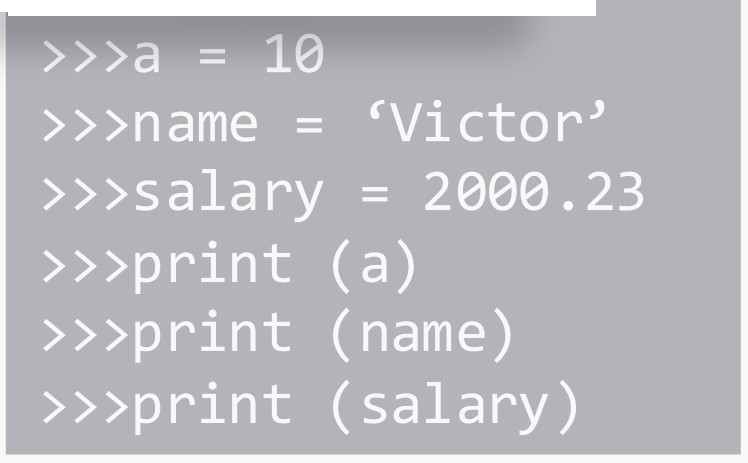 >>>a = 10
>>>name = ‘Victor’
>>>salary = 2000.23
>>>print (a)
>>>print (name)
>>>print (salary)